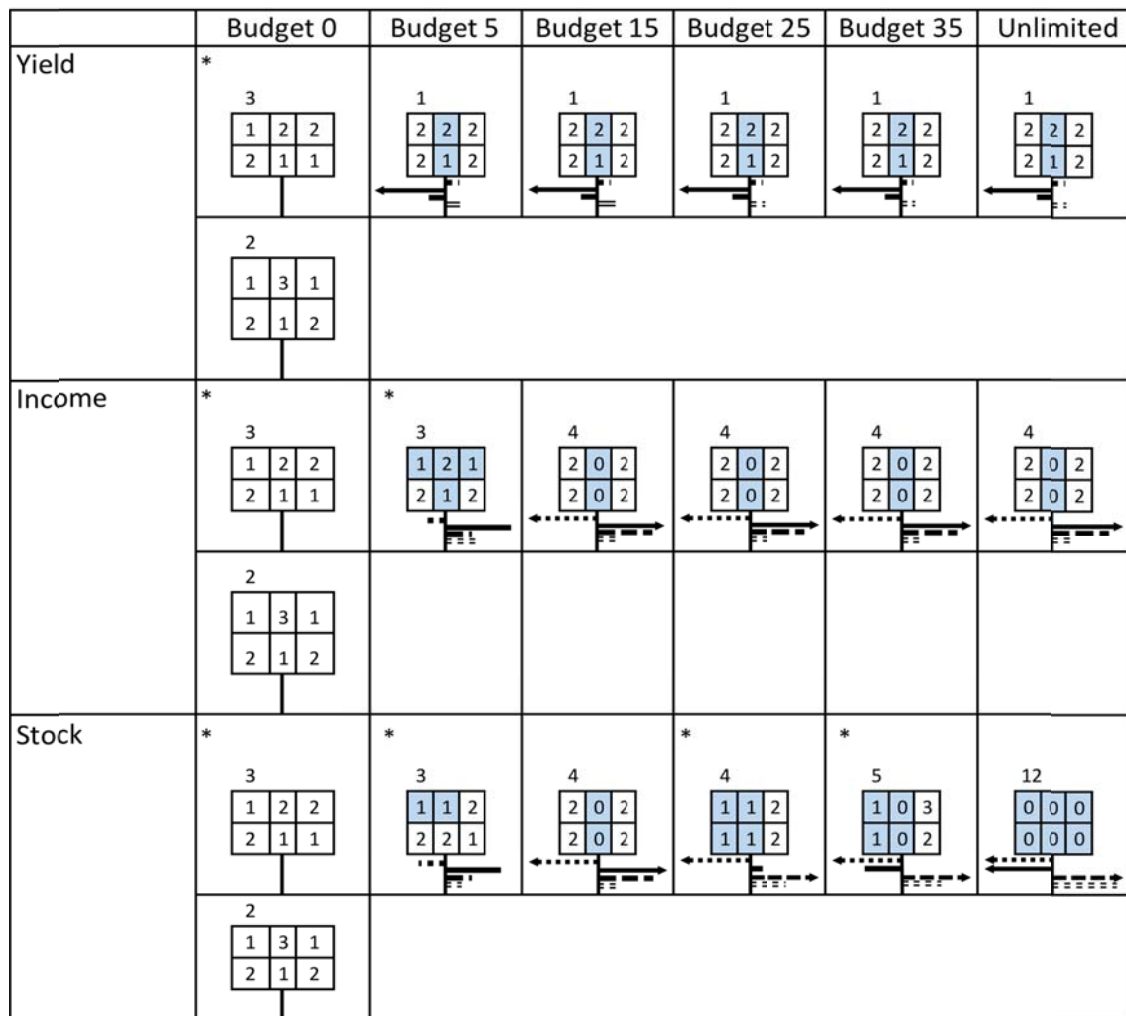 Budget 0 Budget 5 Budget 15 Budget 25 Budget 35 Unlimited
Yield *
3 1 1 1 1 1
1 2 2 2 2 2 2 2 2 2 2 2 2 2 2 2 2 2
2 1 1 2 1 2 2 1 2 2 1 2 2 1 2 2 1 2
2
1 3 1
2 1 2
Income * *
3 3 4 4 4 4
1 2 2 1 2 1 2 0 2 2 0 2 2 0 2 2 0 2
2 1 1 2 1 2 2 0 2 2 0 2 2 0 2 2 0 2
2
1 3 1
2 1 2
Stock * * * *
3 3 4 4 5 12
1 2 2 1 1 2 2 0 2 1 1 2 1 0 3 0 0 0
2 1 1 2 2 1 2 0 2 1 1 2 1 0 2 0 0 0
2
1 3 1
2 1 2